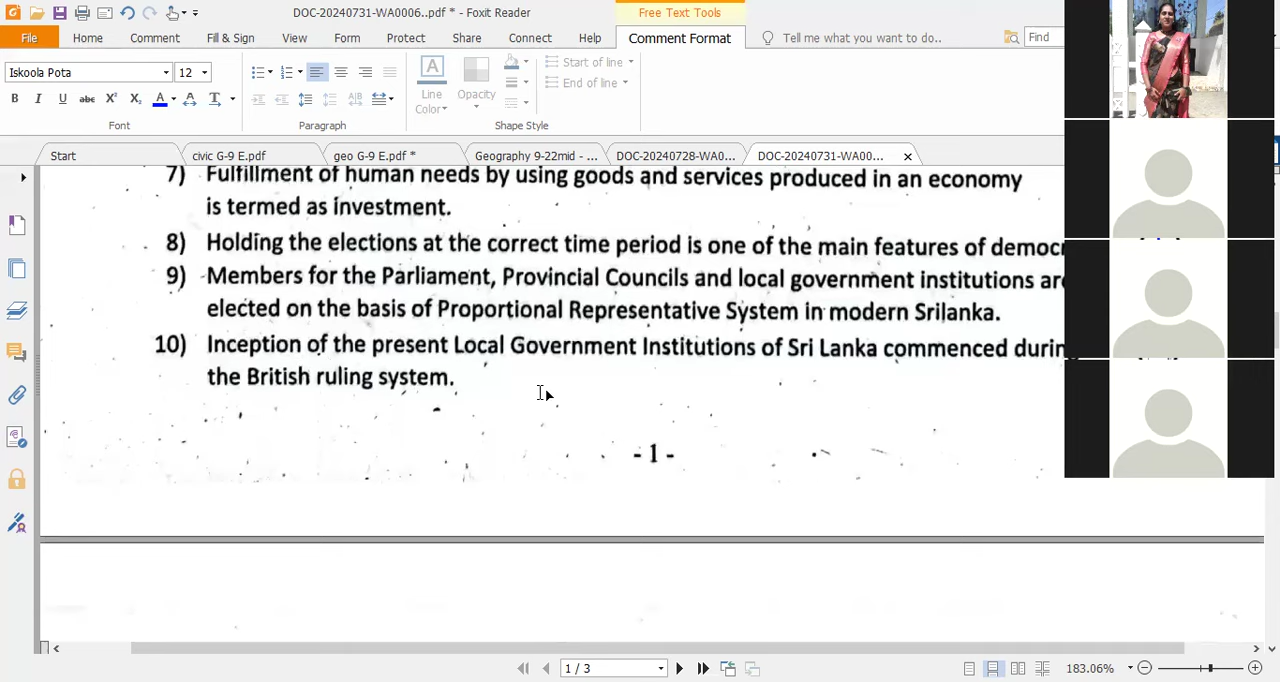 DOC-20240731-WA0006..pdf * - Foxit Reader
Free Text Tools
File Home Comment Fill & Sign View Form Protect Share Connect Help Comment Format Tell me what you want to do.. Find
Iskoola Pota 12
B I U abc X² X₂ A A T
Line Color Opacity
Start of line
End of line
Font Paragraph Shape Style
Start civic G-9 E.pdf geo G-9 E.pdf * Geography 9-22mid - ... DOC-20240728-WA0... DOC-20240731-WA00...
7) Fulfillment of human needs by using goods and services produced in an economy
is termed as investment.
8) Holding the elections at the correct time period is one of the main features of democr
9) Members for the Parliament, Provincial Councils and local government institutions are
elected on the basis of Proportional Representative System in modern Srilanka.
10) Inception of the present Local Government Institutions of Sri Lanka commenced durin
the British ruling system.
- 1 -
1 / 3 183.06%